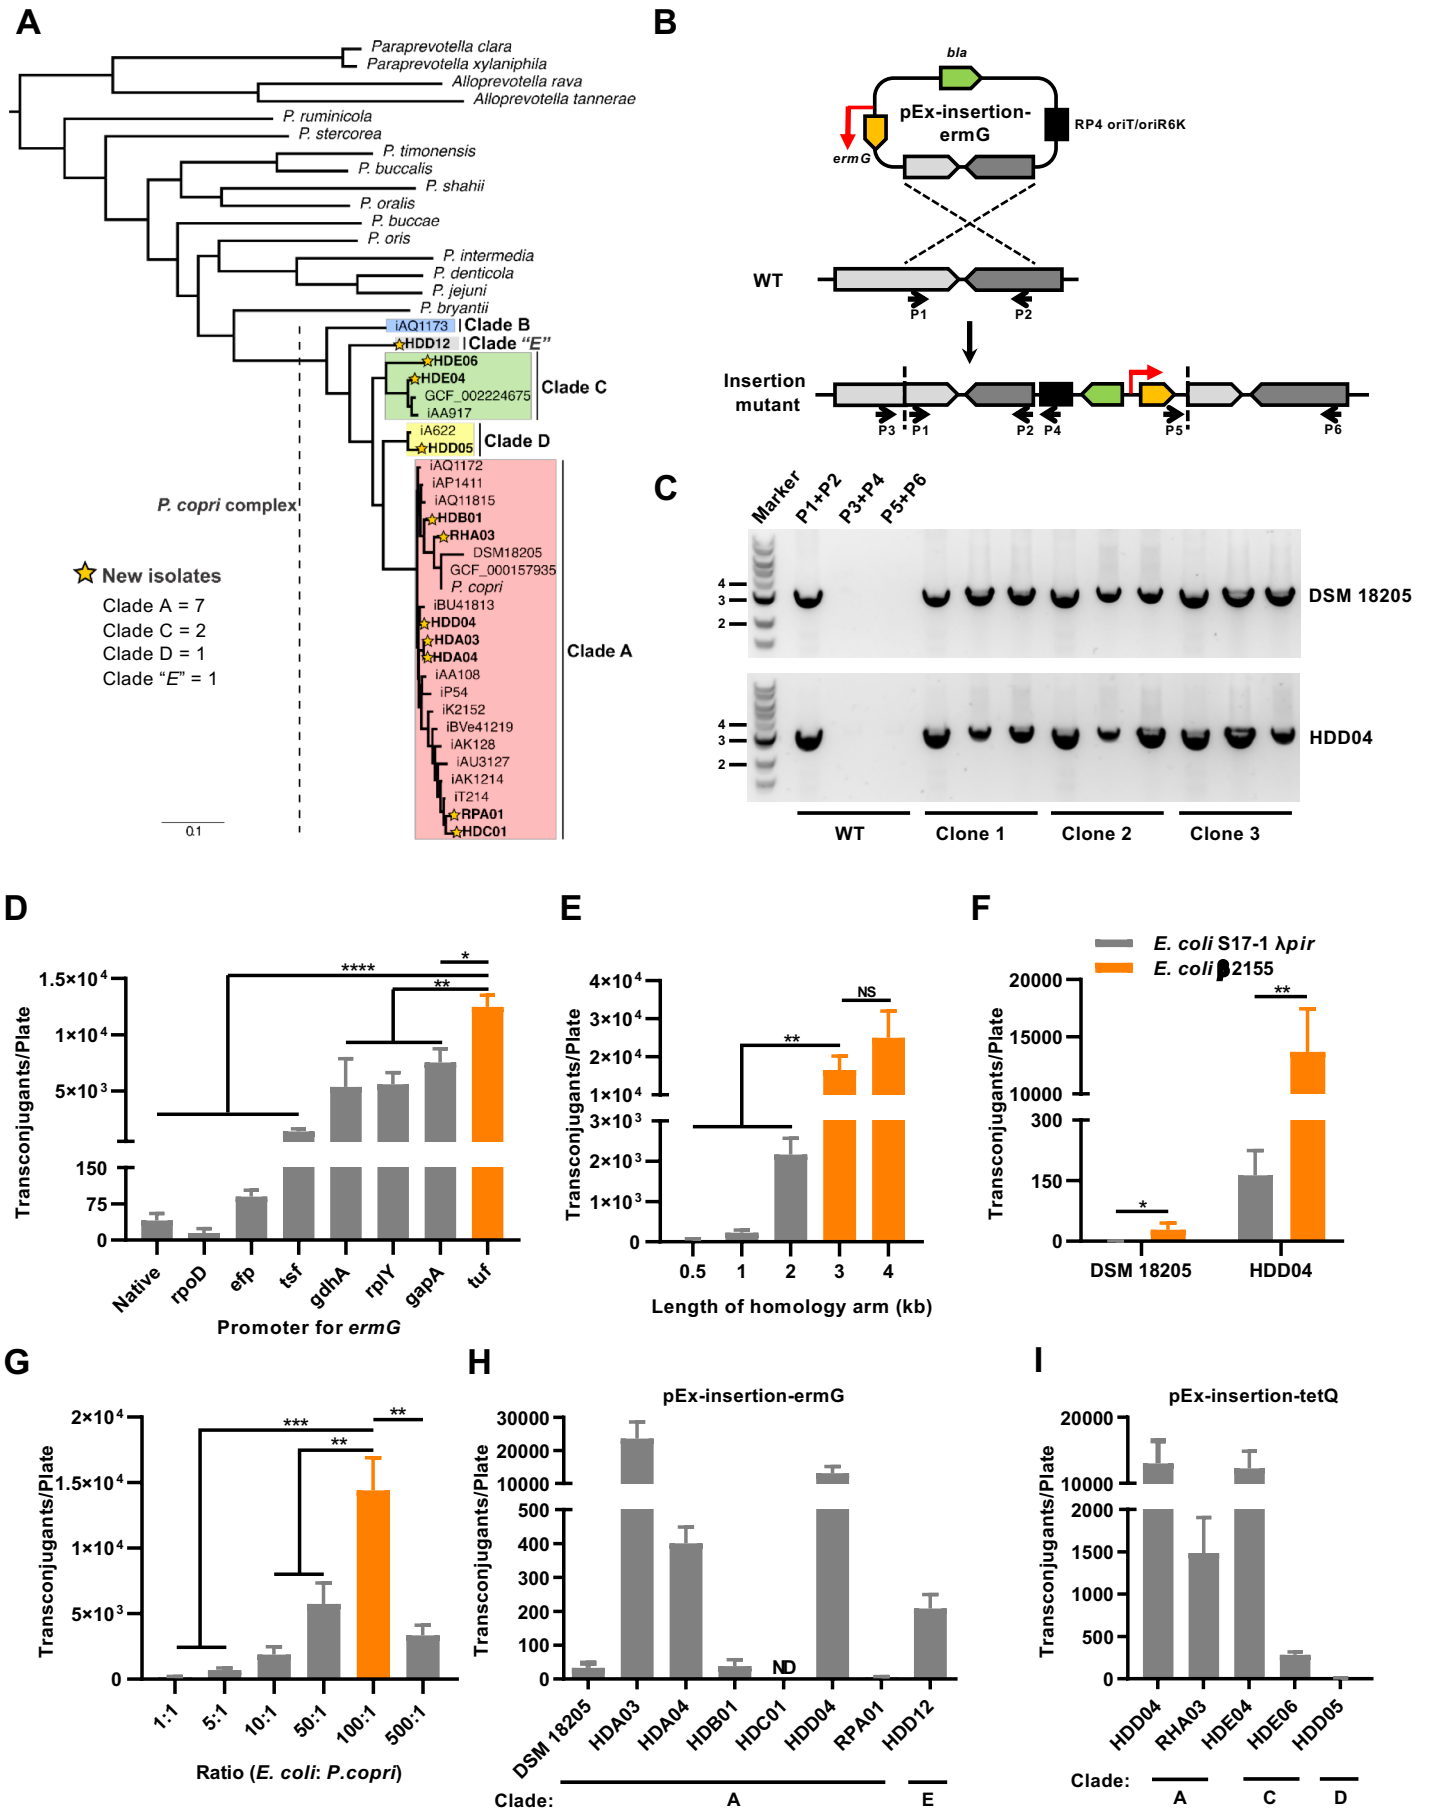 A
Paraprevotella clara
Paraprevotella xylaniphila
Alloprevotella rava
Alloprevotella tannerae
P. ruminicola
P. stercorea
P. timonensis
P. buccalis
P. shahii
P. oralis
P. buccae
P. oris
P. intermedia
P. denticola
P. jejuni
P. bryantii
iAQ1173
Clade B
HDD12
Clade “E”
HDE06
HDE04
GCF_002224675
iAA917
Clade C
iA622
HDD05
Clade D
iAQ1172
iAP1411
iAQ11815
HDB01
RHA03
DSM18205
GCF_000157935
P. copri
iBU41813
HDD04
HDA03
HDA04
iAA108
iP54
iK2152
iBVe41219
iAK128
iAU3127
iAK1214
iT214
RPA01
HDC01
Clade A
P. copri complex
New isolates
Clade A = 7
Clade C = 2
Clade D = 1
Clade “E” = 1
0.1
B
bla
pEx-insertion-
ermG
RP4 oriT/oriR6K
ermG
WT
P1 P2
Insertion
mutant
P3 P1 P2 P4 P5 P6
C
Marker P1+P2 P3+P4 P5+P6
4
3
2
DSM 18205
4
3
2
HDD04
WT Clone 1 Clone 2 Clone 3
D
Transconjugants/Plate
1.5×10⁴
1×10⁴
5×10³
150
75
0
**** ** *
Native rpoD efp tsf gdhA rplY gapA tuf
Promoter for ermG
E
Transconjugants/Plate
4×10⁴
3×10⁴
2×10⁴
1×10⁴
3×10³
2×10³
1×10³
0
** NS
0.5 1 2 3 4
Length of homology arm (kb)
F
E. coli S17-1 λpir
E. coli β2155
Transconjugants/Plate
20000
15000
10000
300
150
0
* **
DSM 18205 HDD04
G
Transconjugants/Plate
2×10⁴
1.5×10⁴
1×10⁴
5×10³
0
*** ** **
1:1 5:1 10:1 50:1 100:1 500:1
Ratio (E. coli: P.copri)
H
pEx-insertion-ermG
Transconjugants/Plate
30000
20000
10000
500
400
300
200
100
0
ND
DSM 18205 HDA03 HDA04 HDB01 HDC01 HDD04 RPA01 HDD12
Clade: A E
I
pEx-insertion-tetQ
Transconjugants/Plate
20000
10000
2000
1500
1000
500
0
HDD04 RHA03 HDE04 HDE06 HDD05
Clade: A C D